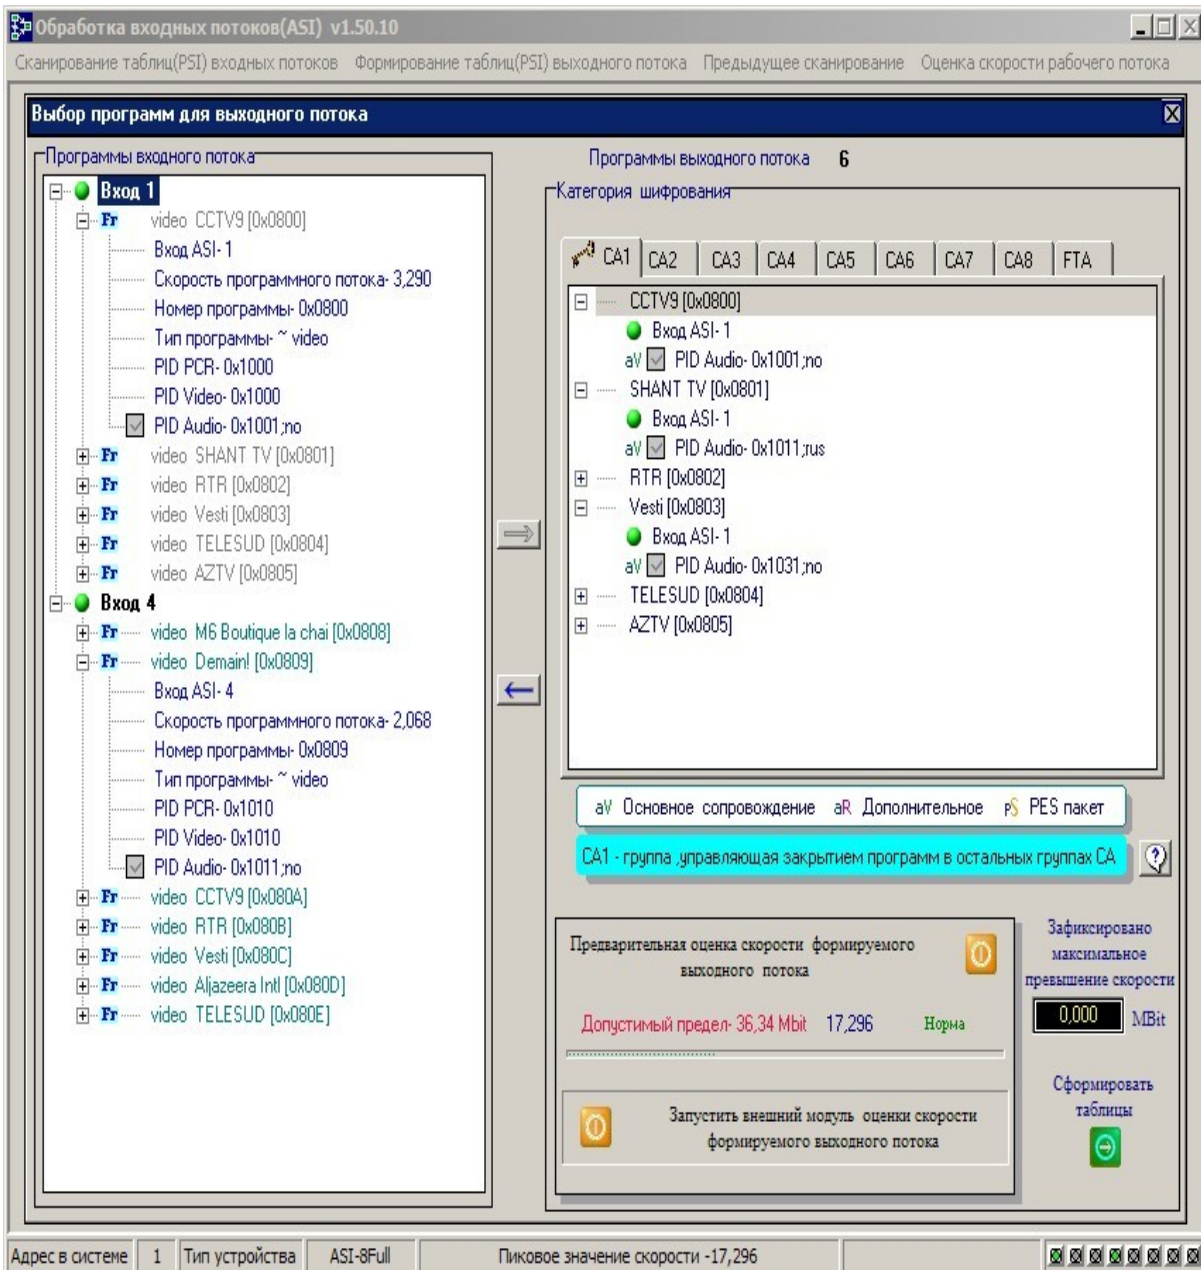 Обработка входных потоков(ASI) v1.50.10
Сканирование таблиц(PSI) входных потоков Формирование таблиц(PSI) выходного потока Предыдущее сканирование Оценка скорости рабочего потока
Выбор программ для выходного потока
Программы входного потока
Вход 1
Fr video CCTV9 [0x0800]
Вход ASI- 1
Скорость программного потока- 3,290
Номер программы- 0x0800
Тип программы- ~ video
PID PCR- 0x1000
PID Video- 0x1000
PID Audio- 0x1001;no
Fr video SHANT TV [0x0801]
Fr video RTR [0x0802]
Fr video Vesti [0x0803]
Fr video TELESUD [0x0804]
Fr video AZTV [0x0805]
Вход 4
Fr video M6 Boutique la chai [0x0808]
Fr video Demain! [0x0809]
Вход ASI- 4
Скорость программного потока- 2,068
Номер программы- 0x0809
Тип программы- ~ video
PID PCR- 0x1010
PID Video- 0x1010
PID Audio- 0x1011;no
Fr video CCTV9 [0x080A]
Fr video RTR [0x080B]
Fr video Vesti [0x080C]
Fr video Aljazeera Intl [0x080D]
Fr video TELESUD [0x080E]
Программы выходного потока 6
Категория шифрования
CA1 CA2 CA3 CA4 CA5 CA6 CA7 CA8 FTA
CCTV9 [0x0800]
Вход ASI- 1
aV PID Audio- 0x1001;no
SHANT TV [0x0801]
Вход ASI- 1
aV PID Audio- 0x1011;rus
RTR [0x0802]
Vesti [0x0803]
Вход ASI- 1
aV PID Audio- 0x1031;no
TELESUD [0x0804]
AZTV [0x0805]
aV Основное сопровождение aR Дополнительное pS PES пакет
CA1 - группа ,управляющая закрытием программ в остальных группах CA
Предварительная оценка скорости формируемого
выходного потока
Допустимый предел- 36,34 Mbit 17,296 Норма
Запустить внешний модуль оценки скорости
формируемого выходного потока
Зафиксировано
максимальное
превышение скорости
0,000 MBit
Сформировать
таблицы
Адрес в системе 1 Тип устройства ASI-8Full Пиковое значение скорости -17,296